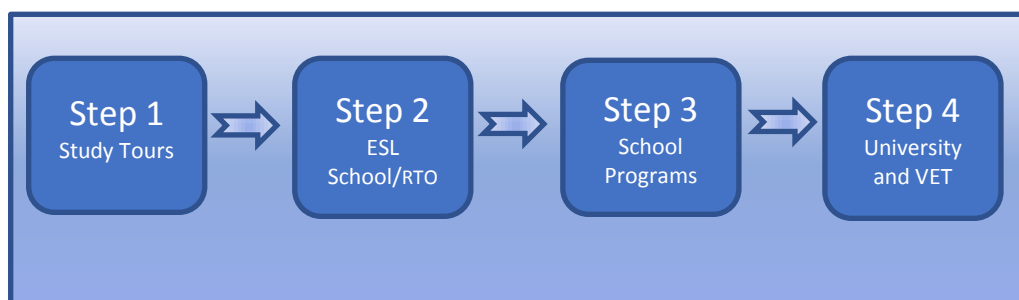 Step 1
Study Tours
Step 2
ESL
School/RTO
Step 3
School
Programs
Step 4
University
and VET